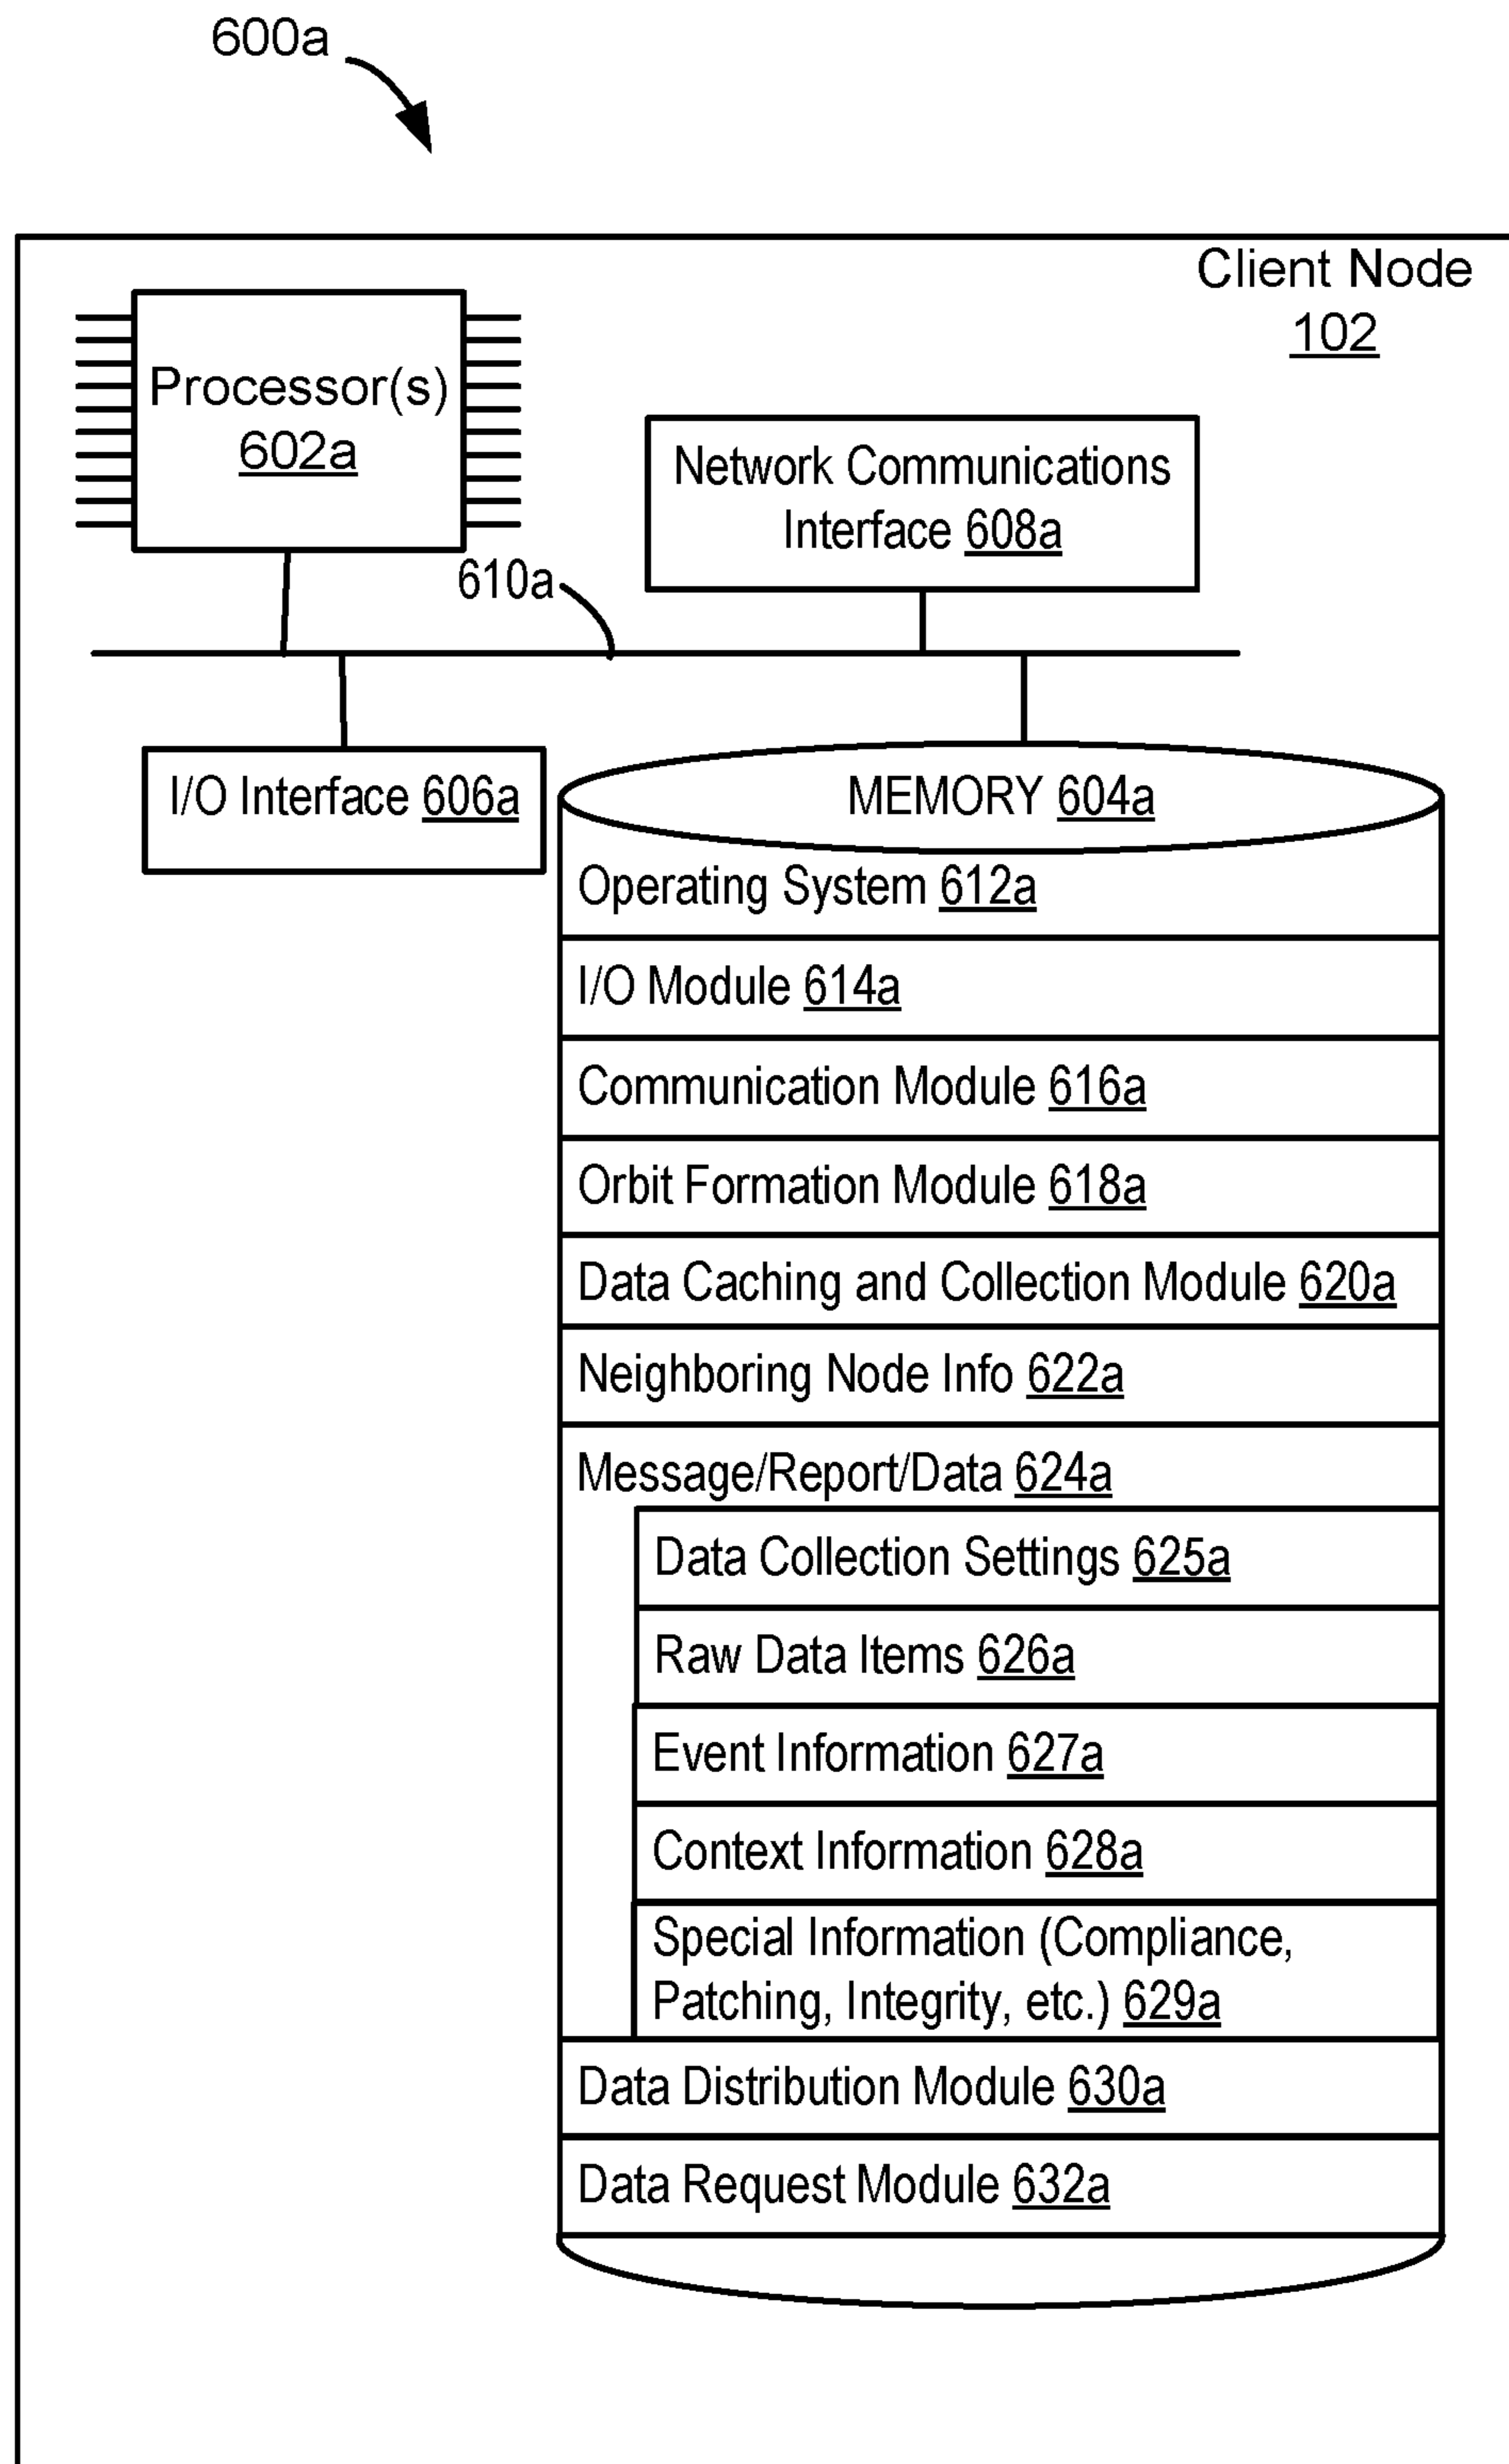 600a
Client Node
102
Processor(s)
602a
Network Communications
Interface 608a
610a
I/O Interface 606a
MEMORY 604a
Operating System 612a
I/O Module 614a
Communication Module 616a
Orbit Formation Module 618a
Data Caching and Collection Module 620a
Neighboring Node Info 622a
Message/Report/Data 624a
Data Collection Settings 625a
Raw Data Items 626a
Event Information 627a
Context Information 628a
Special Information (Compliance,
Patching, Integrity, etc.) 629a
Data Distribution Module 630a
Data Request Module 632a